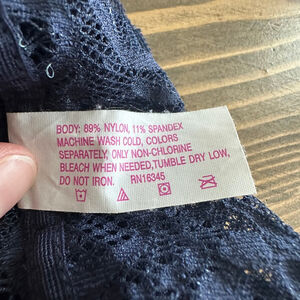 BODY: 89% NYLON, 11% SPANDEX
MACHINE WASH COLD, COLORS
SEPARATELY, ONLY NON-CHLORINE
BLEACH WHEN NEEDED,TUMBLE DRY LOW,
DO NOT IRON. RN16345